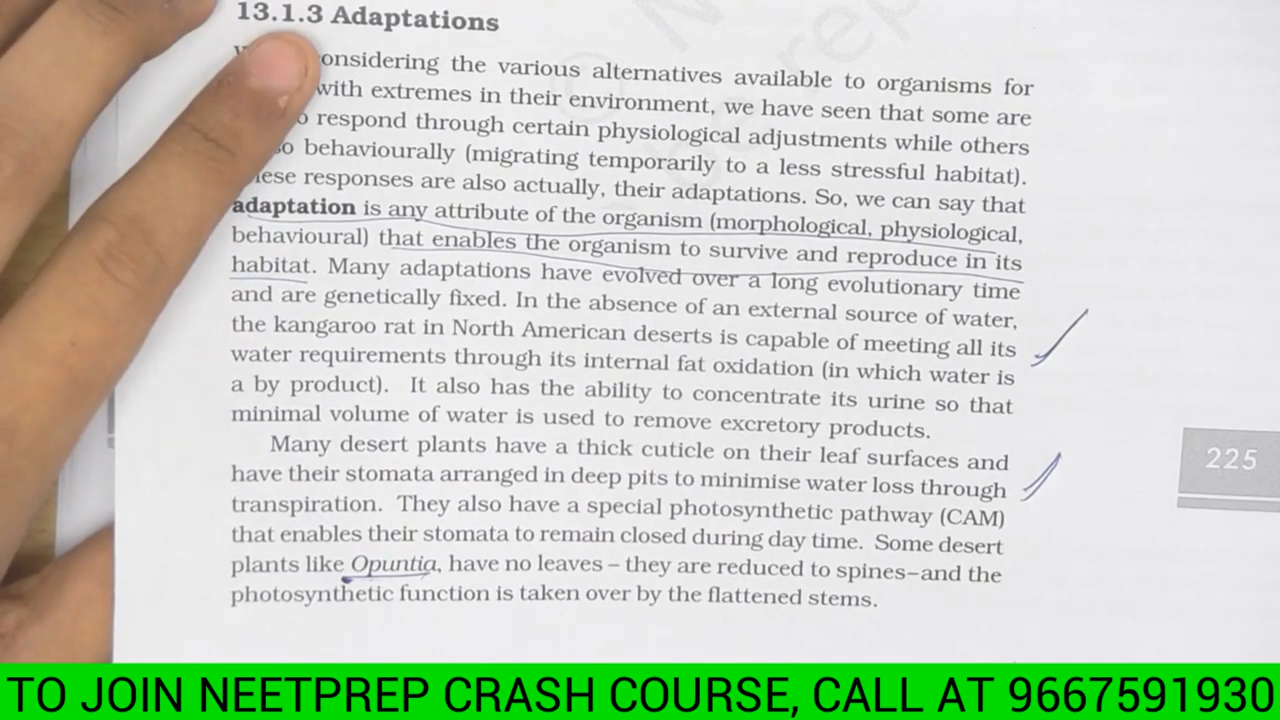 13.1.3 Adaptations
onsidering the various alternatives available to organisms for
with extremes in their environment, we have seen that some are
respond through certain physiological adjustments while others
so behaviourally (migrating temporarily to a less stressful habitat).
hese responses are also actually, their adaptations. So, we can say that
adaptation is any attribute of the organism (morphological, physiological,
behavioural) that enables the organism to survive and reproduce in its
habitat. Many adaptations have evolved over a long evolutionary time
and are genetically fixed. In the absence of an external source of water,
the kangaroo rat in North American deserts is capable of meeting all its
water requirements through its internal fat oxidation (in which water is
a by product). It also has the ability to concentrate its urine so that
minimal volume of water is used to remove excretory products.
Many desert plants have a thick cuticle on their leaf surfaces and
have their stomata arranged in deep pits to minimise water loss through
transpiration. They also have a special photosynthetic pathway (CAM)
that enables their stomata to remain closed during day time. Some desert
plants like Opuntia, have no leaves – they are reduced to spines–and the
photosynthetic function is taken over by the flattened stems.
225
TO JOIN NEETPREP CRASH COURSE, CALL AT 9667591930